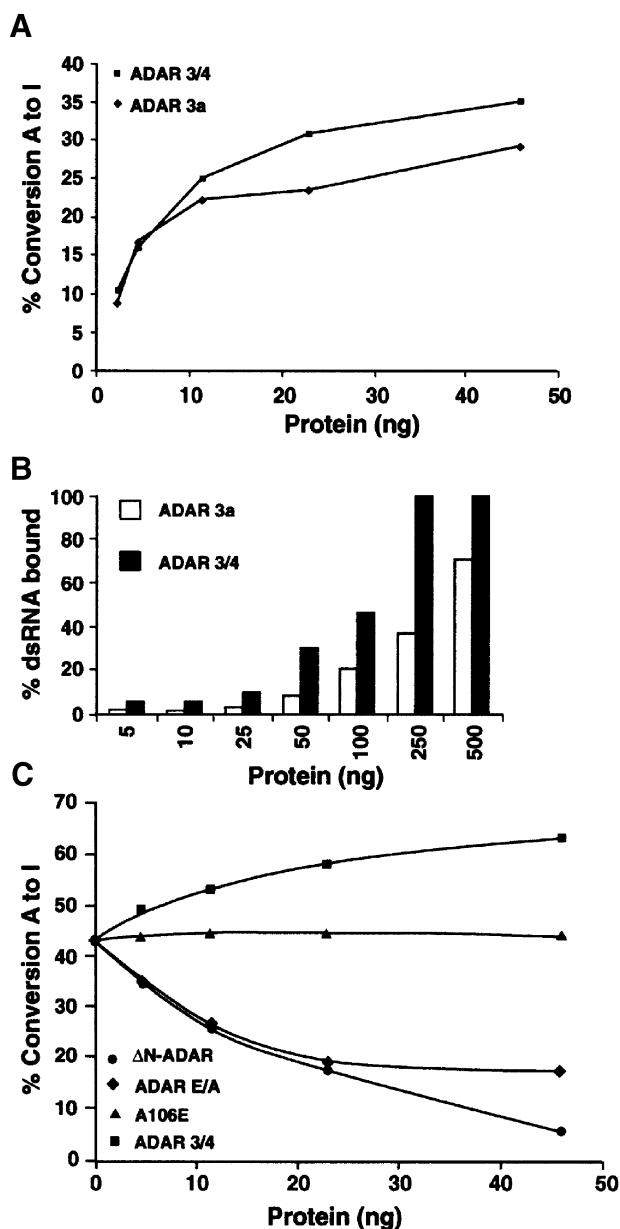 A
40
35
30
25
20
15
10
5
0
ADAR 3/4
ADAR 3a
% Conversion A to I
0 10 20 30 40 50
Protein (ng)
B
100
80
60
40
20
0
ADAR 3a
ADAR 3/4
% dsRNA bound
5 10 25 50 100 250 500
Protein (ng)
C
70
60
50
40
30
20
10
0
% Conversion A to I
ΔN-ADAR
ADAR E/A
A106E
ADAR 3/4
0 10 20 30 40 50
Protein (ng)